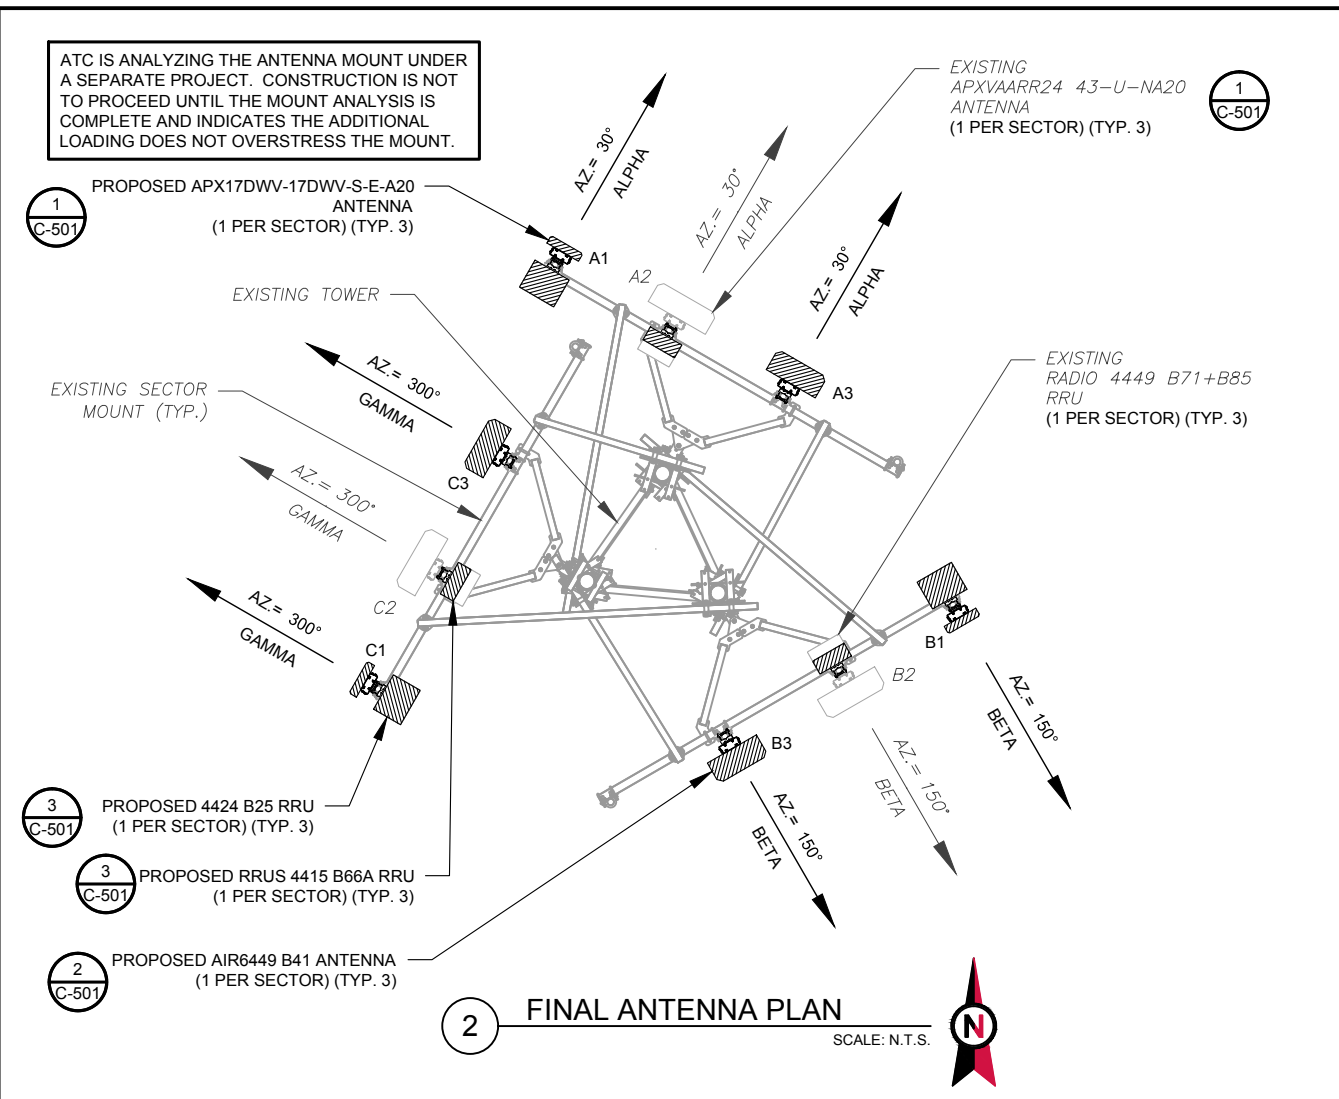 ATC IS ANALYZING THE ANTENNA MOUNT UNDER
A SEPARATE PROJECT. CONSTRUCTION IS NOT
TO PROCEED UNTIL THE MOUNT ANALYSIS IS
COMPLETE AND INDICATES THE ADDITIONAL
LOADING DOES NOT OVERSTRESS THE MOUNT.
EXISTING
APXVAARR24 43-U-NA20
ANTENNA
(1 PER SECTOR) (TYP. 3)
1
C-501
1
C-501
PROPOSED APX17DWV-17DWV-S-E-A20
ANTENNA
(1 PER SECTOR) (TYP. 3)
AZ.= 30°
ALPHA
AZ.= 30°
ALPHA
AZ.= 30°
ALPHA
A1
A2
A3
EXISTING TOWER
EXISTING SECTOR
MOUNT (TYP.)
AZ.= 300°
GAMMA
AZ.= 300°
GAMMA
AZ.= 300°
GAMMA
C3
C2
C1
EXISTING
RADIO 4449 B71+B85
RRU
(1 PER SECTOR) (TYP. 3)
B1
B2
B3
AZ.= 150°
BETA
AZ.= 150°
BETA
AZ.= 150°
BETA
3
C-501
PROPOSED 4424 B25 RRU
(1 PER SECTOR) (TYP. 3)
3
C-501
PROPOSED RRUS 4415 B66A RRU
(1 PER SECTOR) (TYP. 3)
2
C-501
PROPOSED AIR6449 B41 ANTENNA
(1 PER SECTOR) (TYP. 3)
2
FINAL ANTENNA PLAN
SCALE: N.T.S.
N